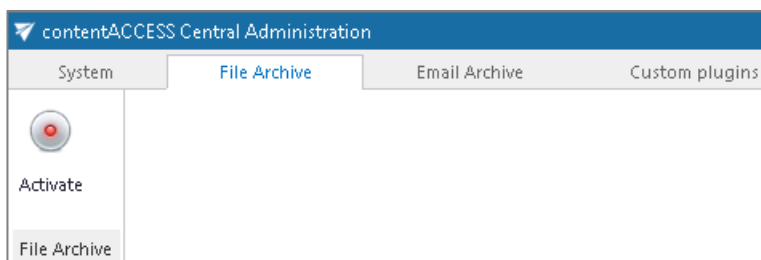 contentACCESS Central Administration
System File Archive Email Archive Custom plugins
Activate
File Archive